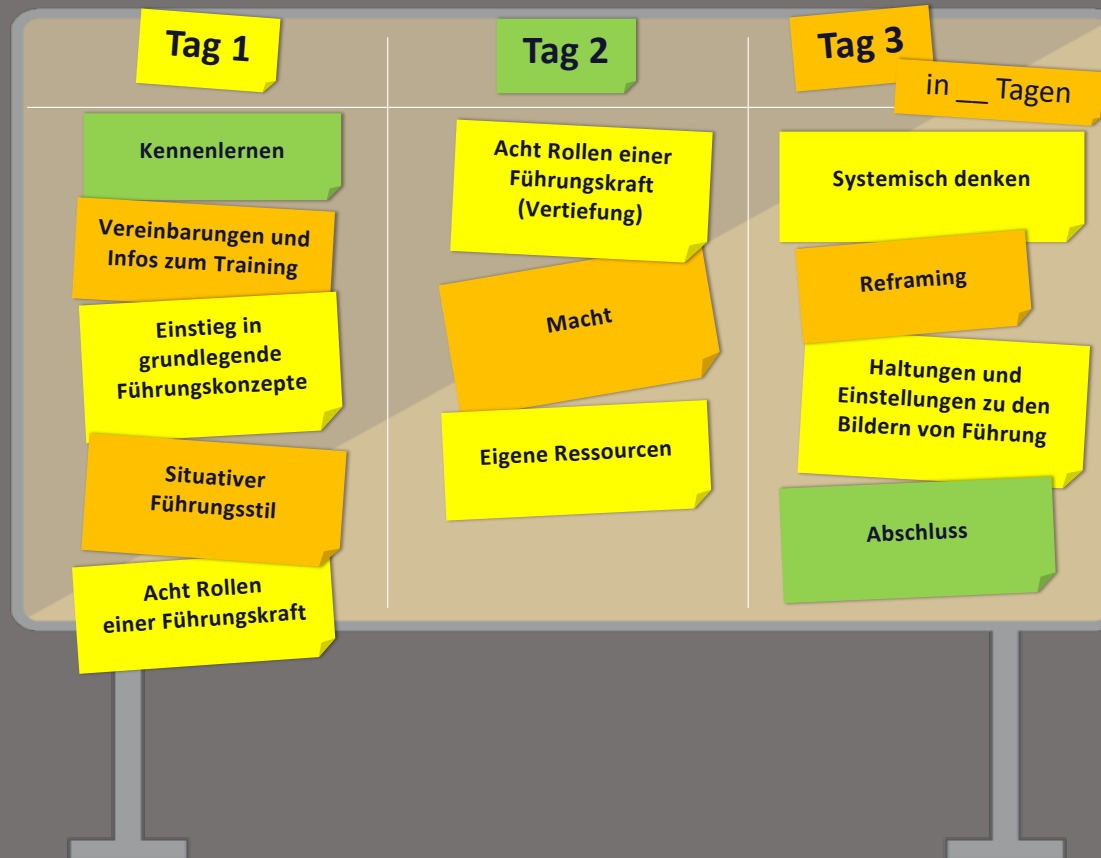 Tag 1
Kennenlernen
Vereinbarungen und
Infos zum Training
Einstieg in
grundlegende
Führungskonzepte
Situativer
Führungsstil
Acht Rollen
einer Führungskraft
Tag 2
Acht Rollen einer
Führungskraft
(Vertiefung)
Macht
Eigene Ressourcen
Tag 3
in __ Tagen
Systemisch denken
Reframing
Haltungen und
Einstellungen zu den
Bildern von Führung
Abschluss